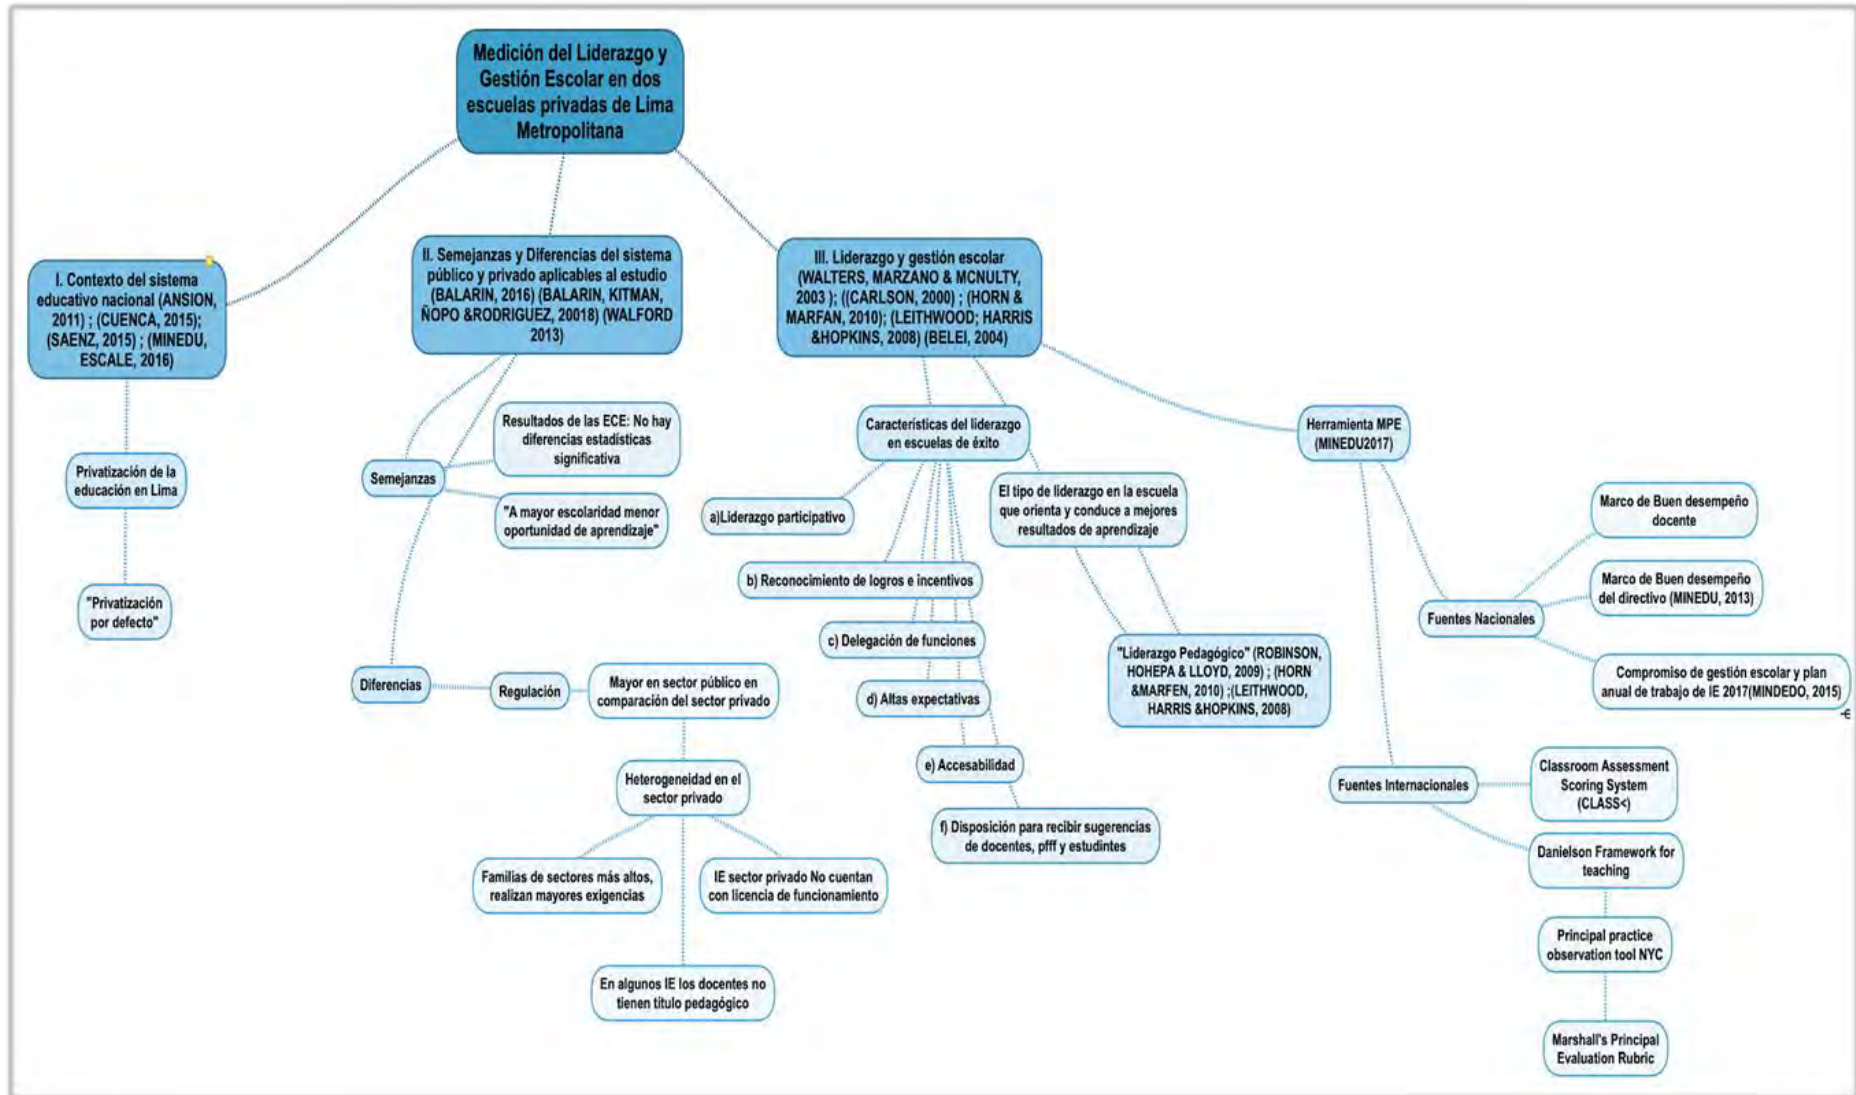 Medición del Liderazgo y
Gestión Escolar en dos
escuelas privadas de Lima
Metropolitana
I. Contexto del sistema
educativo nacional (ANSION,
2011) ; (CUENCA, 2015);
(SAENZ, 2015) ; (MINEDU,
ESCALE, 2016)
Privatización de la
educación en Lima
"Privatización
por defecto"
II. Semejanzas y Diferencias del sistema
público y privado aplicables al estudio
(BALARIN, 2016) (BALARIN, KITMAN,
ÑOPO &RODRIGUEZ, 20018) (WALFORD
2013)
Semejanzas
Resultados de las ECE: No hay
diferencias estadísticas
significativa
"A mayor escolaridad menor
oportunidad de aprendizaje"
Diferencias
Regulación
Mayor en sector público en
comparación del sector privado
Heterogeneidad en el
sector privado
Familias de sectores más altos,
realizan mayores exigencias
IE sector privado No cuentan
con licencia de funcionamiento
En algunos IE los docentes no
tienen título pedagógico
III. Liderazgo y gestión escolar
(WALTERS, MARZANO & MCNULTY,
2003 ); ((CARLSON, 2000) ; (HORN &
MARFAN, 2010); (LEITHWOOD; HARRIS
&HOPKINS, 2008) (BELEI, 2004)
Características del liderazgo
en escuelas de éxito
a)Liderazgo participativo
b) Reconocimiento de logros e incentivos
c) Delegación de funciones
d) Altas expectativas
e) Accesabilidad
f) Disposición para recibir sugerencias
de docentes, pfff y estudintes
El tipo de liderazgo en la escuela
que orienta y conduce a mejores
resultados de aprendizaje
"Liderazgo Pedagógico" (ROBINSON,
HOHEPA & LLOYD, 2009) ; (HORN
&MARFEN, 2010) ;(LEITHWOOD,
HARRIS &HOPKINS, 2008)
Herramienta MPE
(MINEDU2017)
Fuentes Nacionales
Marco de Buen desempeño
docente
Marco de Buen desempeño
del directivo (MINEDU, 2013)
Compromiso de gestión escolar y plan
anual de trabajo de IE 2017(MINDEDO, 2015)
Fuentes Internacionales
Classroom Assessment
Scoring System
(CLASS<)
Danielson Framework for
teaching
Principal practice
observation tool NYC
Marshall's Principal
Evaluation Rubric